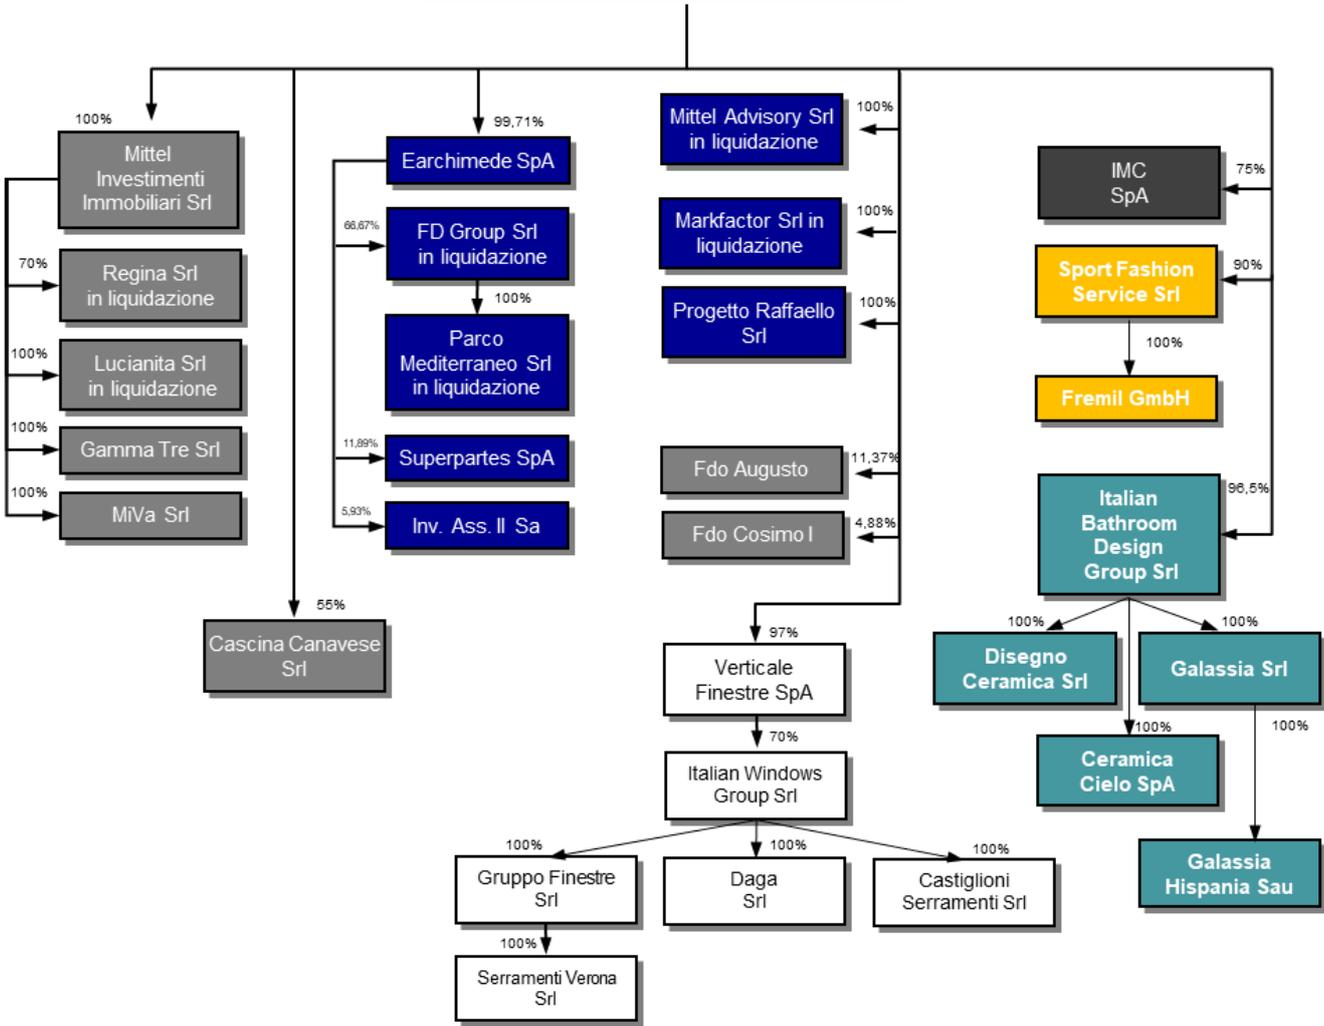 100%
Mittel
Investimenti
Immobiliari Srl
70%
Regina Srl
in liquidazione
100%
Lucianita Srl
in liquidazione
100%
Gamma Tre Srl
100%
MiVa Srl
55%
Cascina Canavese
Srl
99,71%
Earchimede SpA
66,67%
FD Group Srl
in liquidazione
100%
Parco
Mediterraneo Srl
in liquidazione
11,89%
Superpartes SpA
5,93%
Inv. Ass. II Sa
Mittel Advisory Srl
in liquidazione
100%
Markfactor Srl in
liquidazione
100%
Progetto Raffaello
Srl
100%
Fdo Augusto
11,37%
Fdo Cosimo I
4,88%
97%
Verticale
Finestre SpA
70%
Italian Windows
Group Srl
100%
Gruppo Finestre
Srl
100%
Daga
Srl
100%
Castiglioni
Serramenti Srl
100%
Serramenti Verona
Srl
IMC
SpA
75%
Sport Fashion
Service Srl
90%
100%
Fremil GmbH
Italian
Bathroom
Design
Group Srl
96,5%
100%
Disegno
Ceramica Srl
100%
Galassia Srl
100%
Ceramica
Cielo SpA
100%
Galassia
Hispania Sau